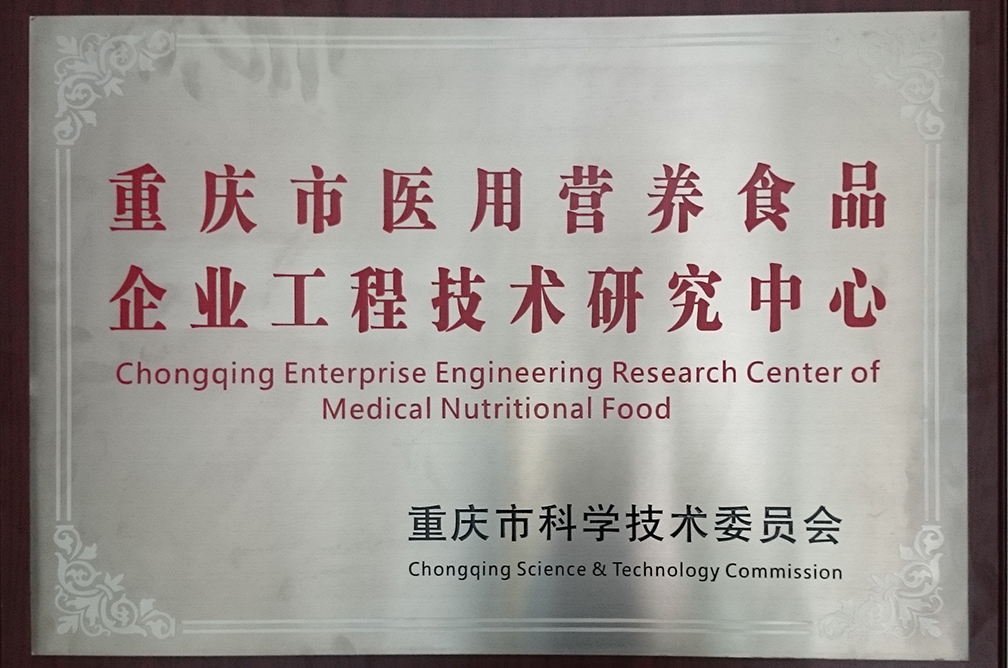 重庆市医用营养食品
企业工程技术研究中心
Chongqing Enterprise Engineering Research Center of
Medical Nutritional Food
重庆市科学技术委员会
Chongqing Science & Technology Commission